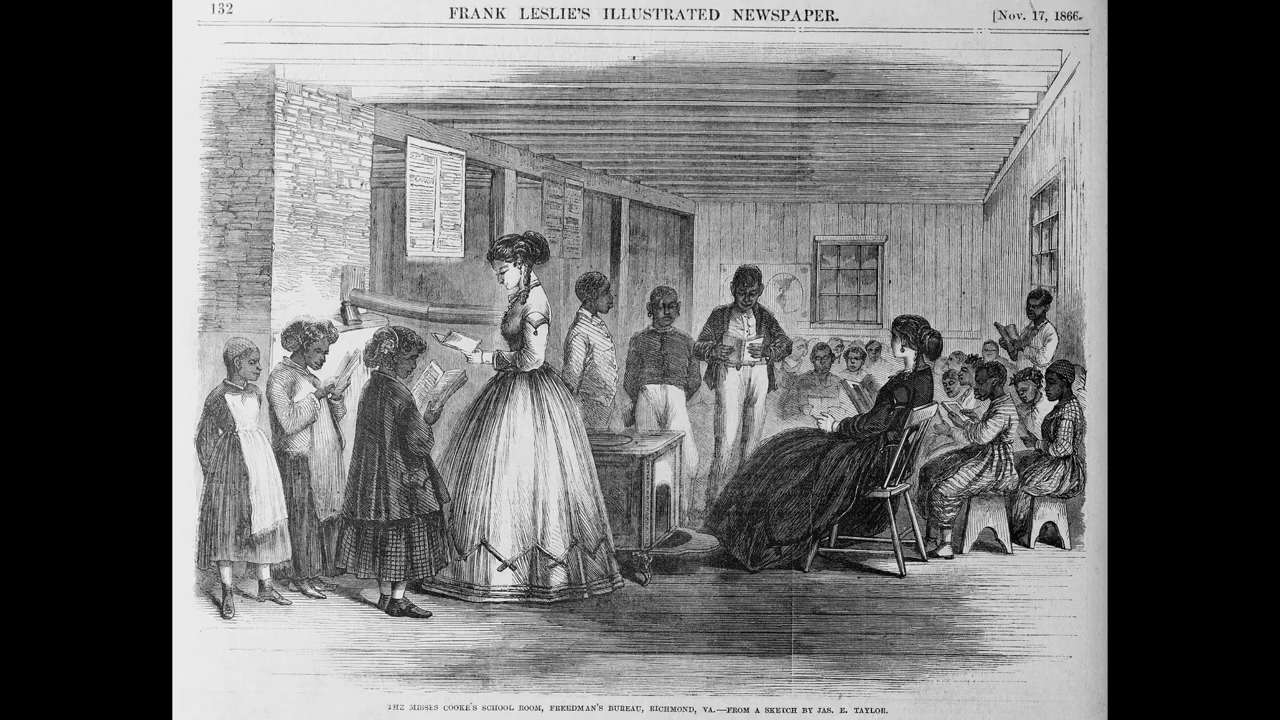 132
FRANK LESLIE'S ILLUSTRATED NEWSPAPER.
[Nov. 17, 1866.
THE MISSES COOKE'S SCHOOL ROOM, FREEDMAN'S BUREAU, RICHMOND, VA.—FROM A SKETCH BY JAS. E. TAYLOR.